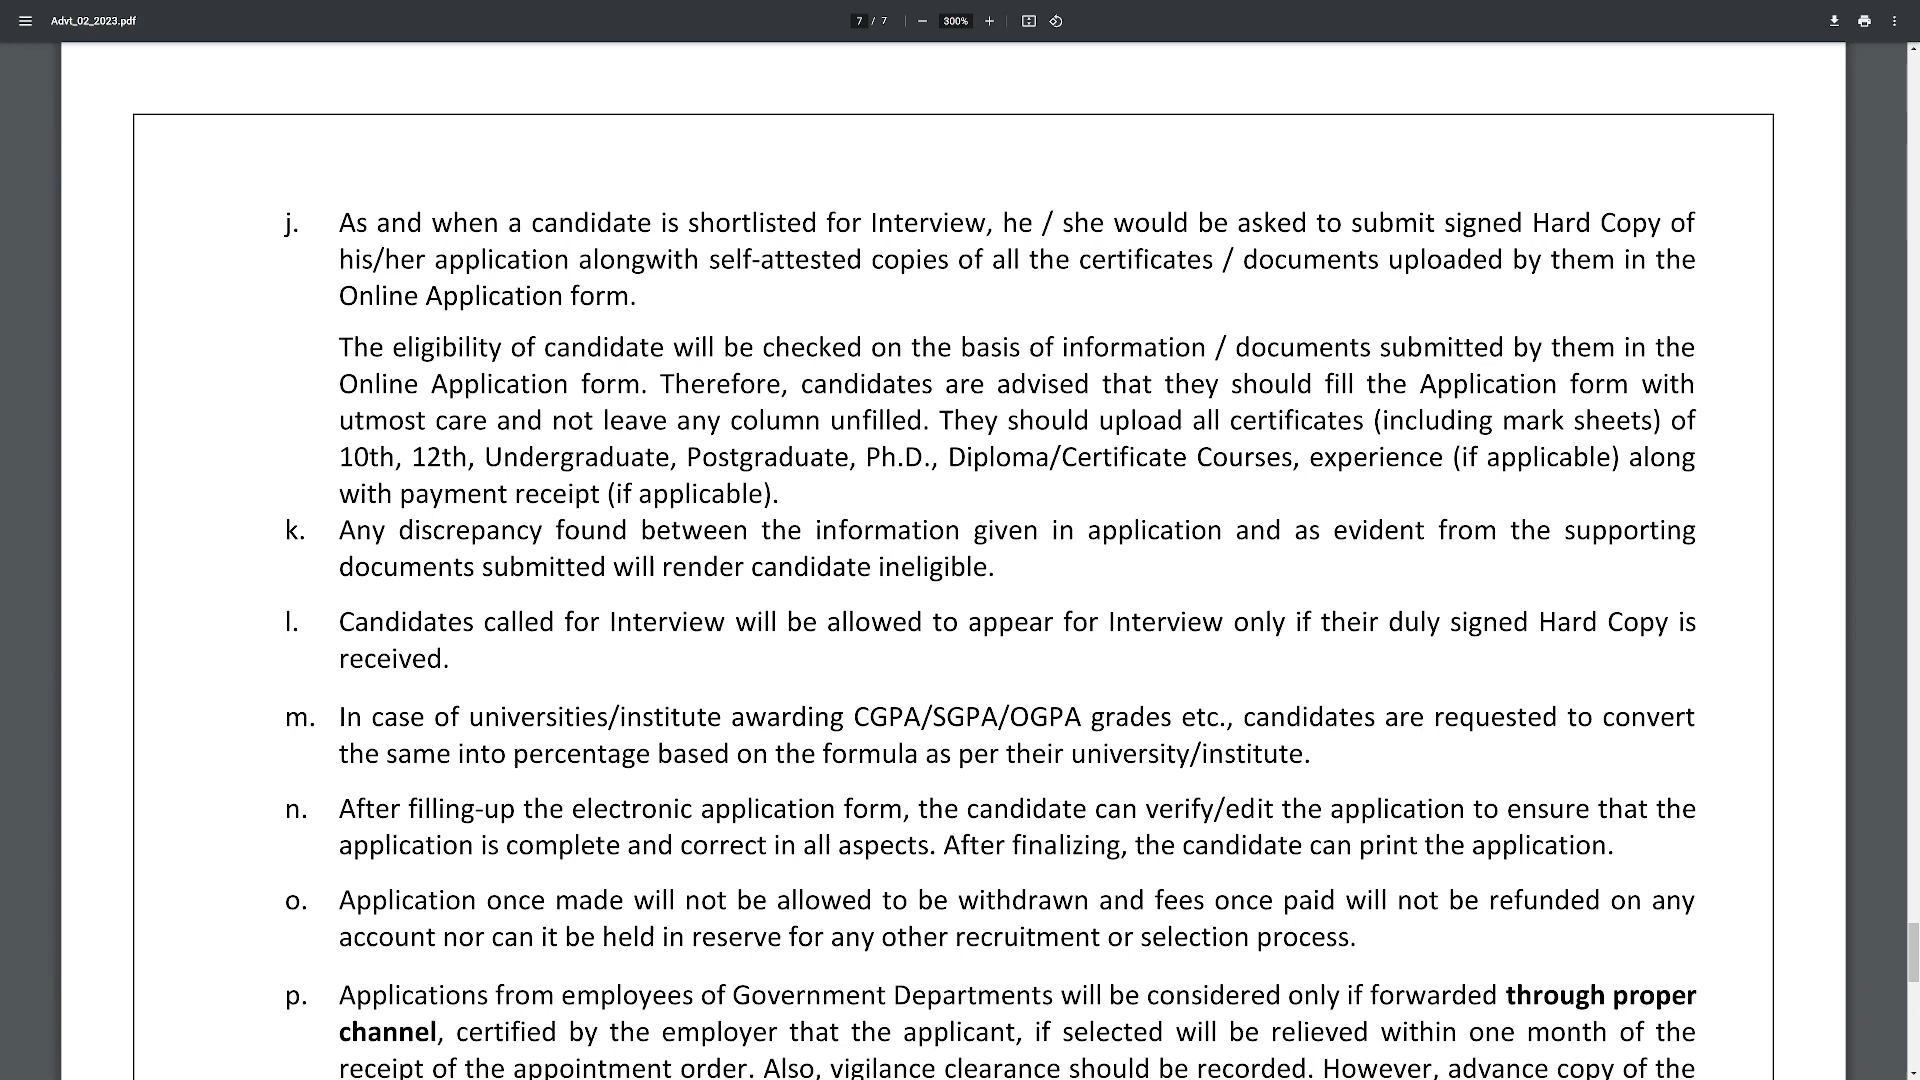 Advt_02_2023.pdf
7 / 7
300%
j. As and when a candidate is shortlisted for Interview, he / she would be asked to submit signed Hard Copy of
his/her application alongwith self-attested copies of all the certificates / documents uploaded by them in the
Online Application form.
The eligibility of candidate will be checked on the basis of information / documents submitted by them in the
Online Application form. Therefore, candidates are advised that they should fill the Application form with
utmost care and not leave any column unfilled. They should upload all certificates (including mark sheets) of
10th, 12th, Undergraduate, Postgraduate, Ph.D., Diploma/Certificate Courses, experience (if applicable) along
with payment receipt (if applicable).
k. Any discrepancy found between the information given in application and as evident from the supporting
documents submitted will render candidate ineligible.
l. Candidates called for Interview will be allowed to appear for Interview only if their duly signed Hard Copy is
received.
m. In case of universities/institute awarding CGPA/SGPA/OGPA grades etc., candidates are requested to convert
the same into percentage based on the formula as per their university/institute.
n. After filling-up the electronic application form, the candidate can verify/edit the application to ensure that the
application is complete and correct in all aspects. After finalizing, the candidate can print the application.
o. Application once made will not be allowed to be withdrawn and fees once paid will not be refunded on any
account nor can it be held in reserve for any other recruitment or selection process.
p. Applications from employees of Government Departments will be considered only if forwarded through proper
channel, certified by the employer that the applicant, if selected will be relieved within one month of the
receipt of the appointment order. Also, vigilance clearance should be recorded. However, advance copy of the